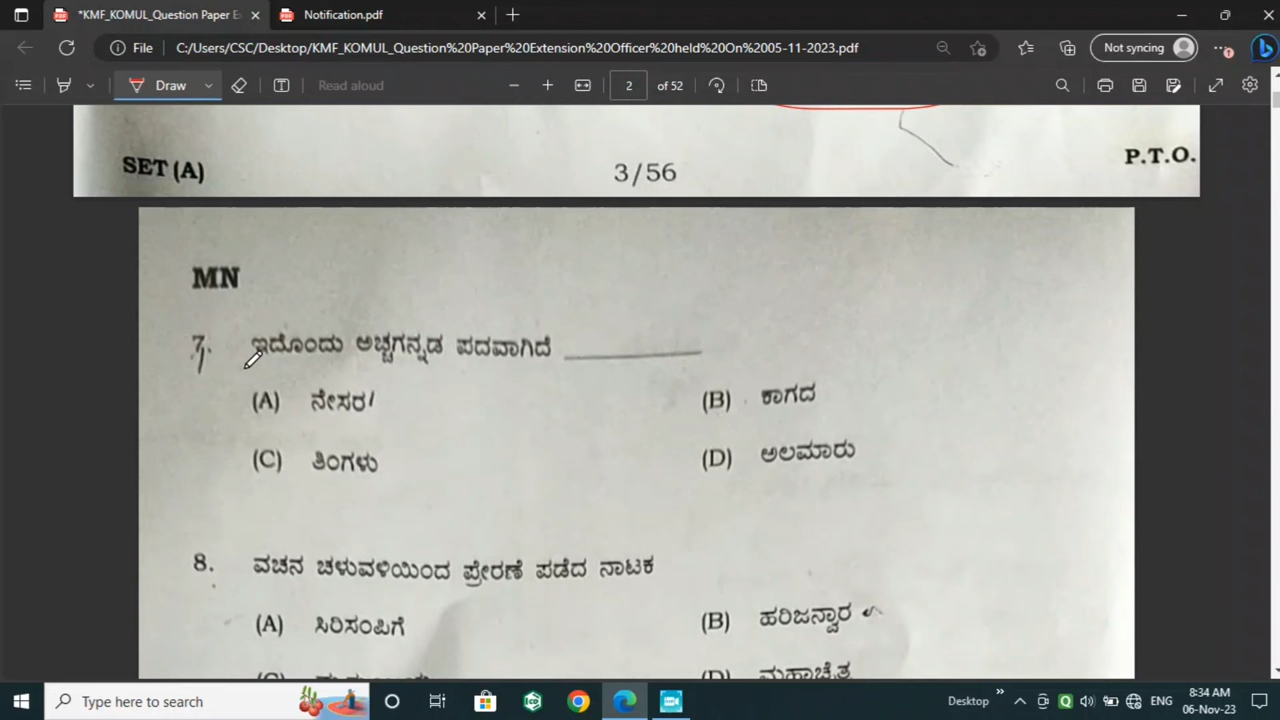 *KMF_KOMUL_Question Paper E
Notification.pdf
File
C:/Users/CSC/Desktop/KMF_KOMUL_Question%20Paper%20Extension%20Officer%20held%20On%2005-11-2023.pdf
Not syncing
Draw
Read aloud
2 of 52
SET (A)
3/56
P.T.O.
MN
7. ಇದೊಂದು ಅಚ್ಚಗನ್ನಡ ಪದವಾಗಿದೆ
(A) ನೇಸರ
(B) ಕಾಗದ
(C) ತಿಂಗಳು
(D) ಅಲಮಾರು
8. ವಚನ ಚಳುವಳಿಯಿಂದ ಪ್ರೇರಣೆ ಪಡೆದ ನಾಟಕ
(A) ಸಿರಿಸಂಪಿಗೆ
(B) ಹರಿಜನ್ವಾರ
(D) ಮಹಾಚೈತ್ರ
Type here to search
Desktop
ENG
8:34 AM
06-Nov-23